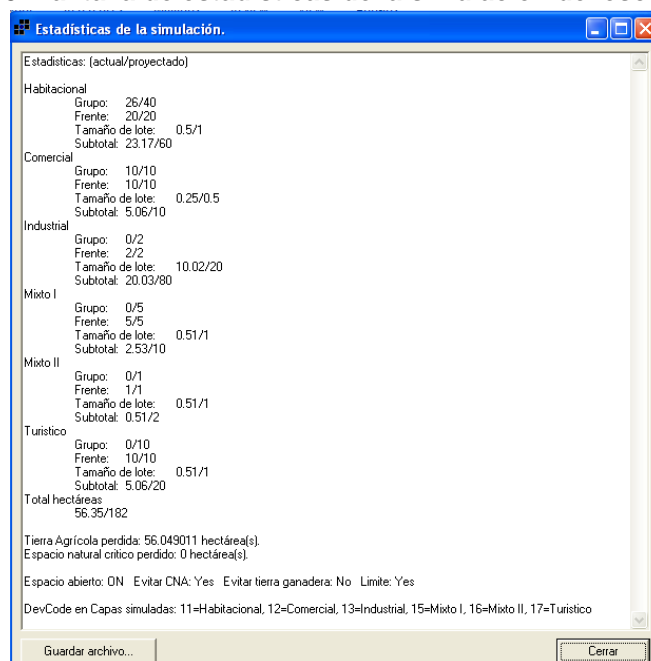 Estadísticas de la simulación.
Estadisticas: (actual/proyectado)
Habitacional
Grupo: 26/40
Frente: 20/20
Tamaño de lote: 0.5/1
Subtotal: 23.17/60
Comercial
Grupo: 10/10
Frente: 10/10
Tamaño de lote: 0.25/0.5
Subtotal: 5.06/10
Industrial
Grupo: 0/2
Frente: 2/2
Tamaño de lote: 10.02/20
Subtotal: 20.03/80
Mixto I
Grupo: 0/5
Frente: 5/5
Tamaño de lote: 0.51/1
Subtotal: 2.53/10
Mixto II
Grupo: 0/1
Frente: 1/1
Tamaño de lote: 0.51/1
Subtotal: 0.51/2
Turistico
Grupo: 0/10
Frente: 10/10
Tamaño de lote: 0.51/1
Subtotal: 5.06/20
Total hectáreas
56.35/182
Tierra Agrícola perdida: 56.049011 hectárea(s).
Espacio natural critico perdido: 0 hectárea(s).
Espacio abierto: ON Evitar CNA: Yes Evitar tierra ganadera: No Limite: Yes
DevCode en Capas simuladas: 11=Habitacional, 12=Comercial, 13=Industrial, 15=Mixto I, 16=Mixto II, 17=Turistico
Guardar archivo... Cerrar